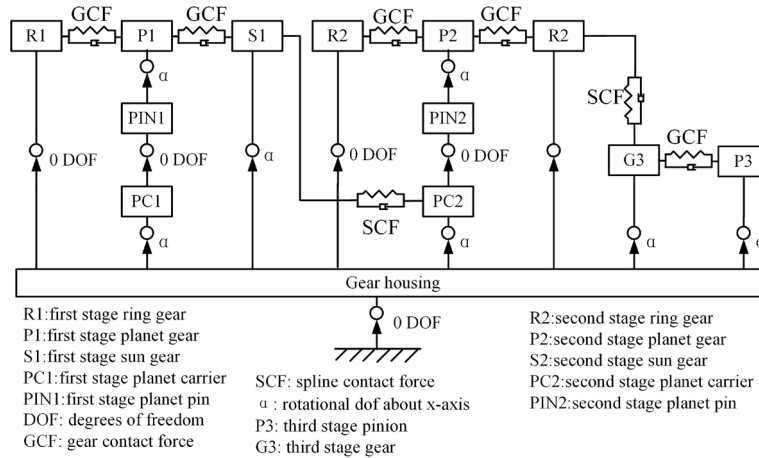 GCF GCF GCF GCF
R1 P1 S1 R2 P2 R2
α α
SCF
PIN1 PIN2
GCF
0 DOF 0 DOF α 0 DOF 0 DOF G3 P3
PC1 PC2
SCF
α α α α
Gear housing
0 DOF
R1:first stage ring gear
P1:first stage planet gear
S1:first stage sun gear
PC1:first stage planet carrier
PIN1:first stage planet pin
DOF: degrees of freedom
GCF: gear contact force
SCF: spline contact force
α : rotational dof about x-axis
P3: third stage pinion
G3: third stage gear
R2:second stage ring gear
P2:second stage planet gear
S2:second stage sun gear
PC2:second stage planet carrier
PIN2:second stage planet pin